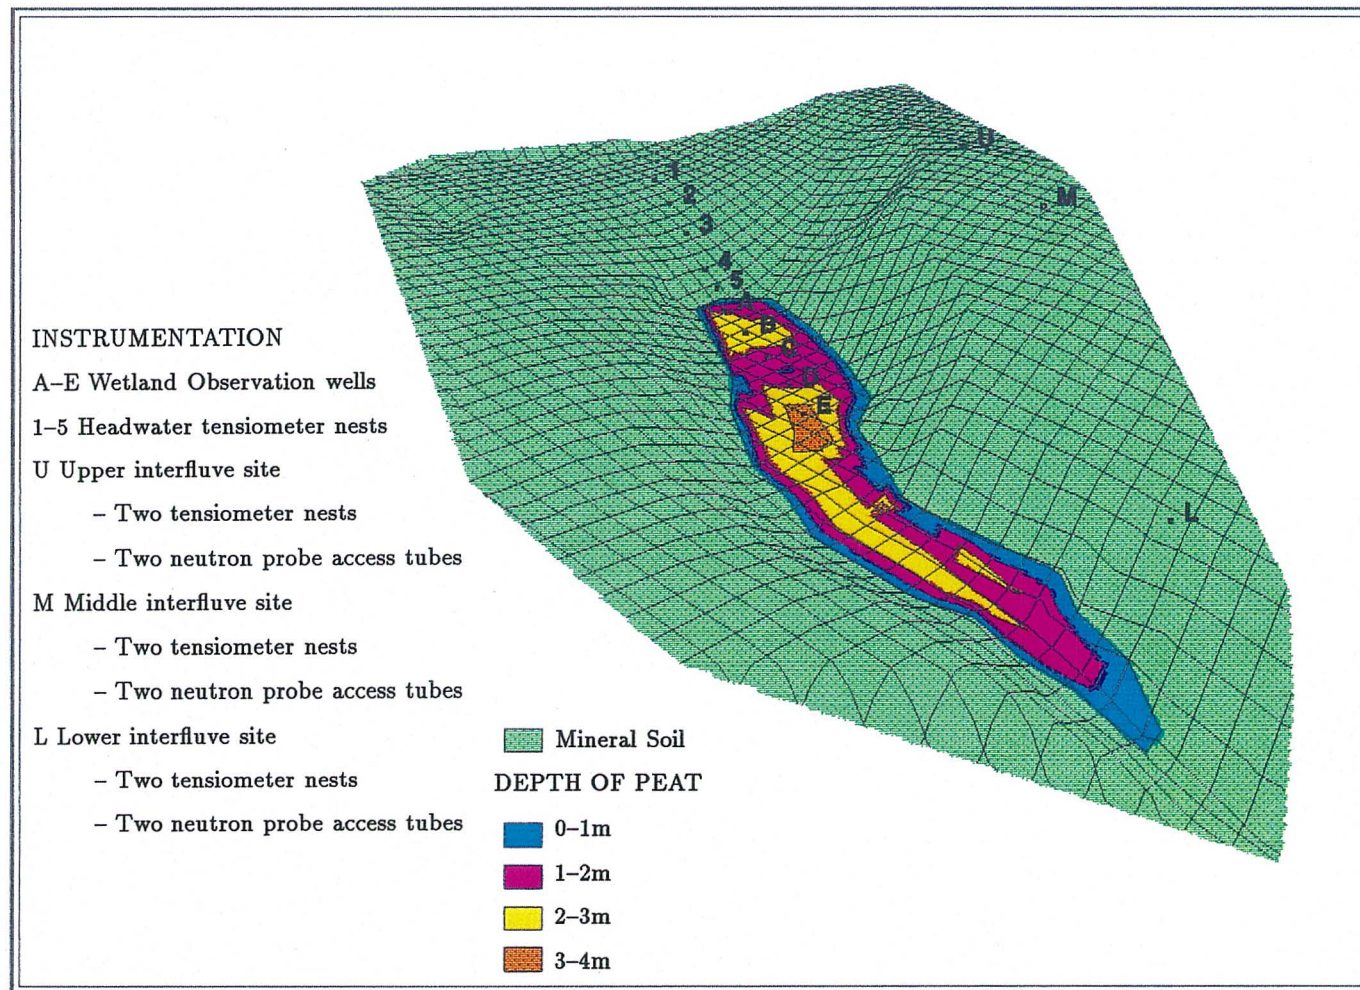 U
1
2
M
3
4
5
A
B
C
D
E
L
INSTRUMENTATION
A–E Wetland Observation wells
1–5 Headwater tensiometer nests
U Upper interfluve site
– Two tensiometer nests
– Two neutron probe access tubes
M Middle interfluve site
– Two tensiometer nests
– Two neutron probe access tubes
L Lower interfluve site
– Two tensiometer nests
– Two neutron probe access tubes
Mineral Soil
DEPTH OF PEAT
0–1m
1–2m
2–3m
3–4m